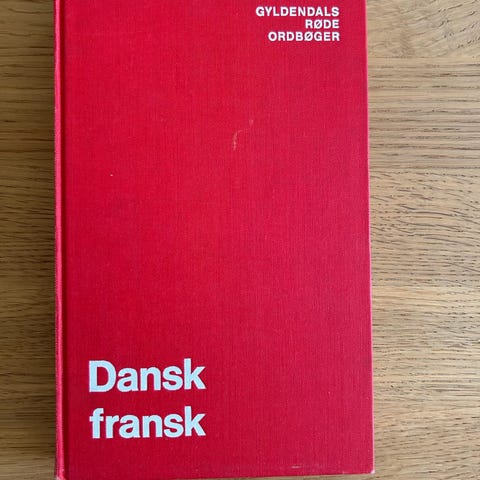 GYLDENDALS
RØDE
ORDBØGER
Dansk
fransk